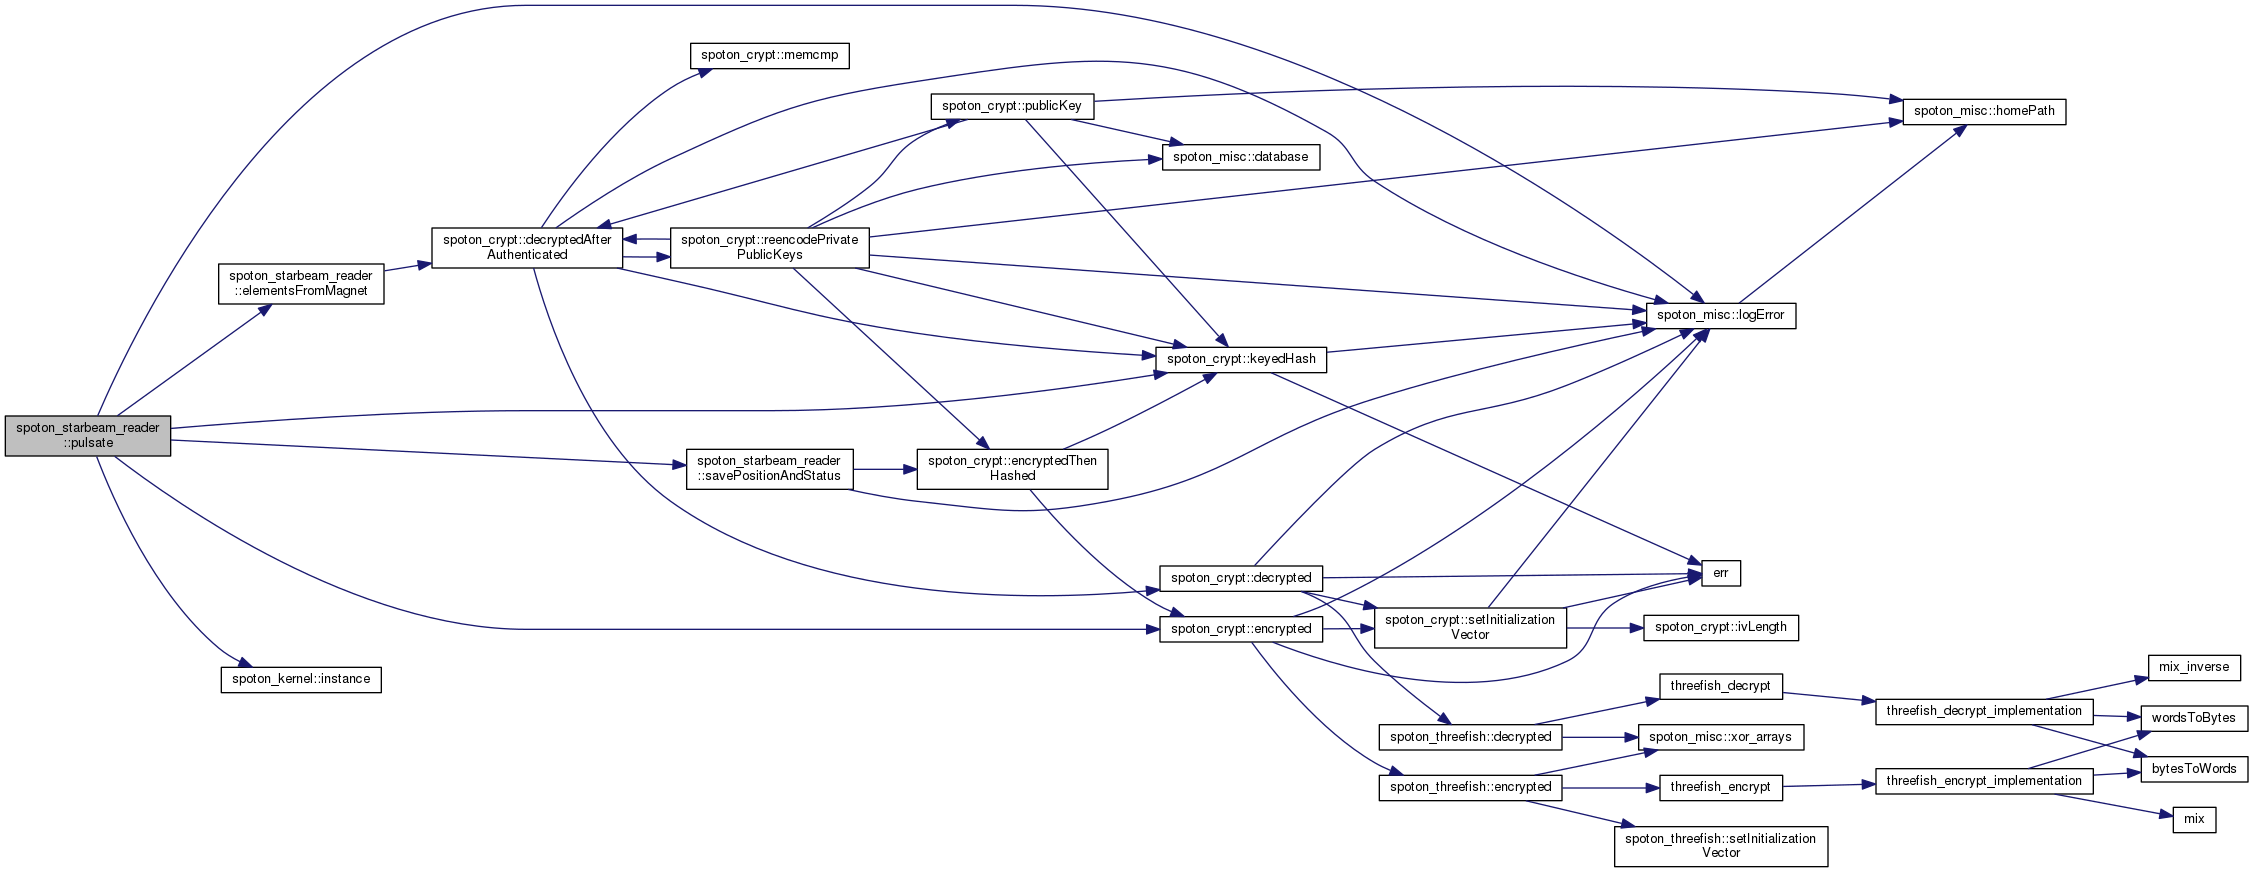 spoton_crypt::memcmp
spoton_crypt::publicKey
spoton_misc::homePath
spoton_misc::database
spoton_crypt::decryptedAfter
Authenticated
spoton_crypt::reencodePrivate
PublicKeys
spoton_starbeam_reader
::elementsFromMagnet
spoton_misc::logError
spoton_crypt::keyedHash
spoton_starbeam_reader
::pulsate
spoton_starbeam_reader
::savePositionAndStatus
spoton_crypt::encryptedThen
Hashed
spoton_crypt::decrypted
err
spoton_crypt::encrypted
spoton_crypt::setInitialization
Vector
spoton_crypt::ivLength
spoton_kernel::instance
threefish_decrypt
mix_inverse
threefish_decrypt_implementation
wordsToBytes
spoton_threefish::decrypted
spoton_misc::xor_arrays
bytesToWords
spoton_threefish::encrypted
threefish_encrypt
threefish_encrypt_implementation
mix
spoton_threefish::setInitialization
Vector